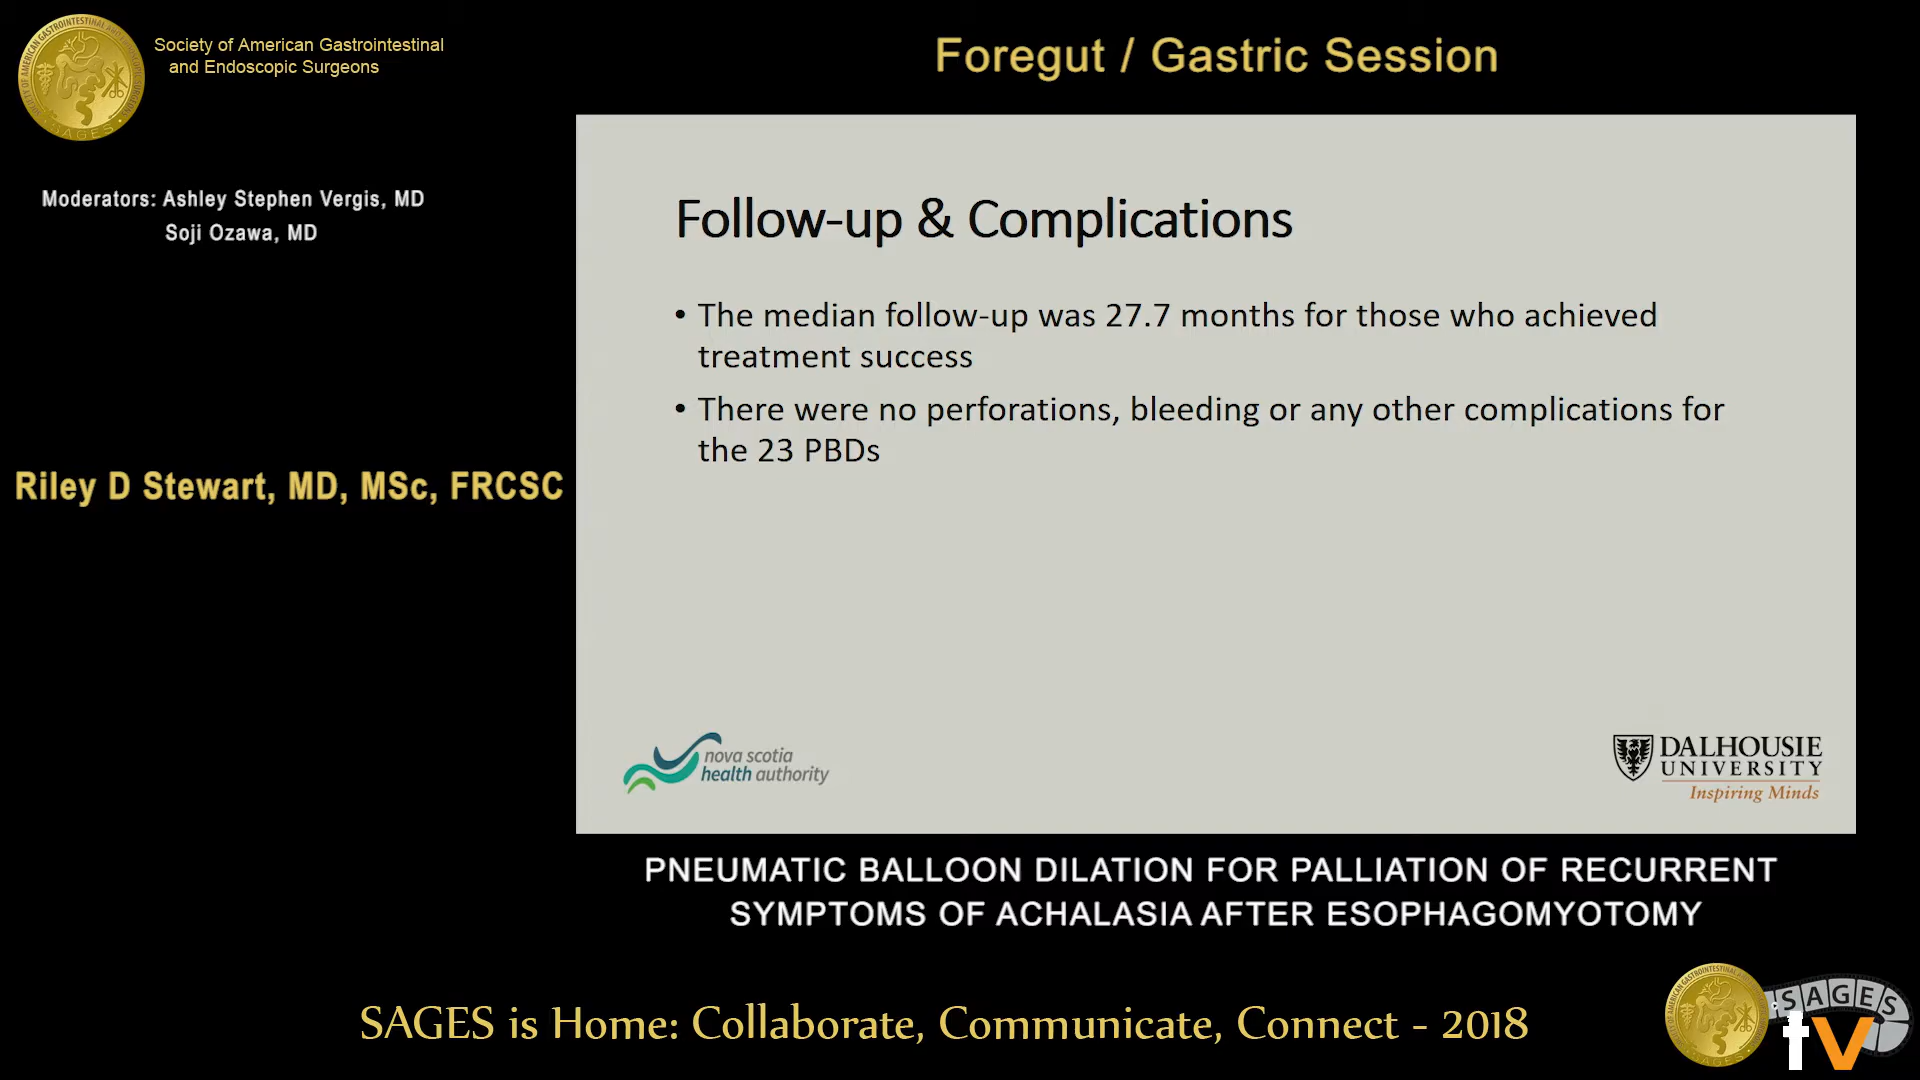 Society of American Gastrointestinal
and Endoscopic Surgeons
Foregut / Gastric Session
Moderators: Ashley Stephen Vergis, MD
Soji Ozawa, MD
Riley D Stewart, MD, MSc, FRCSC
Follow-up & Complications
• The median follow-up was 27.7 months for those who achieved
treatment success
• There were no perforations, bleeding or any other complications for
the 23 PBDs
nova scotia
health authority
DALHOUSIE
UNIVERSITY
Inspiring Minds
PNEUMATIC BALLOON DILATION FOR PALLIATION OF RECURRENT
SYMPTOMS OF ACHALASIA AFTER ESOPHAGOMYOTOMY
SAGES is Home: Collaborate, Communicate, Connect - 2018
SAGES
tv